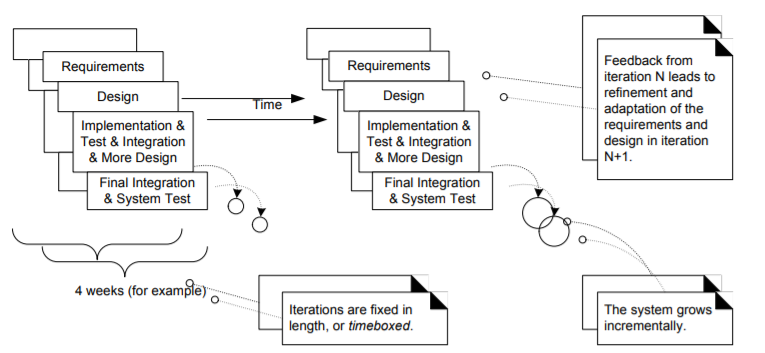 Requirements
Design
Implementation &
Test & Integration
& More Design
Final Integration
& System Test
Time
Requirements
Design
Implementation &
Test & Integration
& More Design
Final Integration
& System Test
Feedback from
iteration N leads to
refinement and
adaptation of the
requirements and
design in iteration
N+1.
4 weeks (for example)
Iterations are fixed in
length, or timeboxed.
The system grows
incrementally.